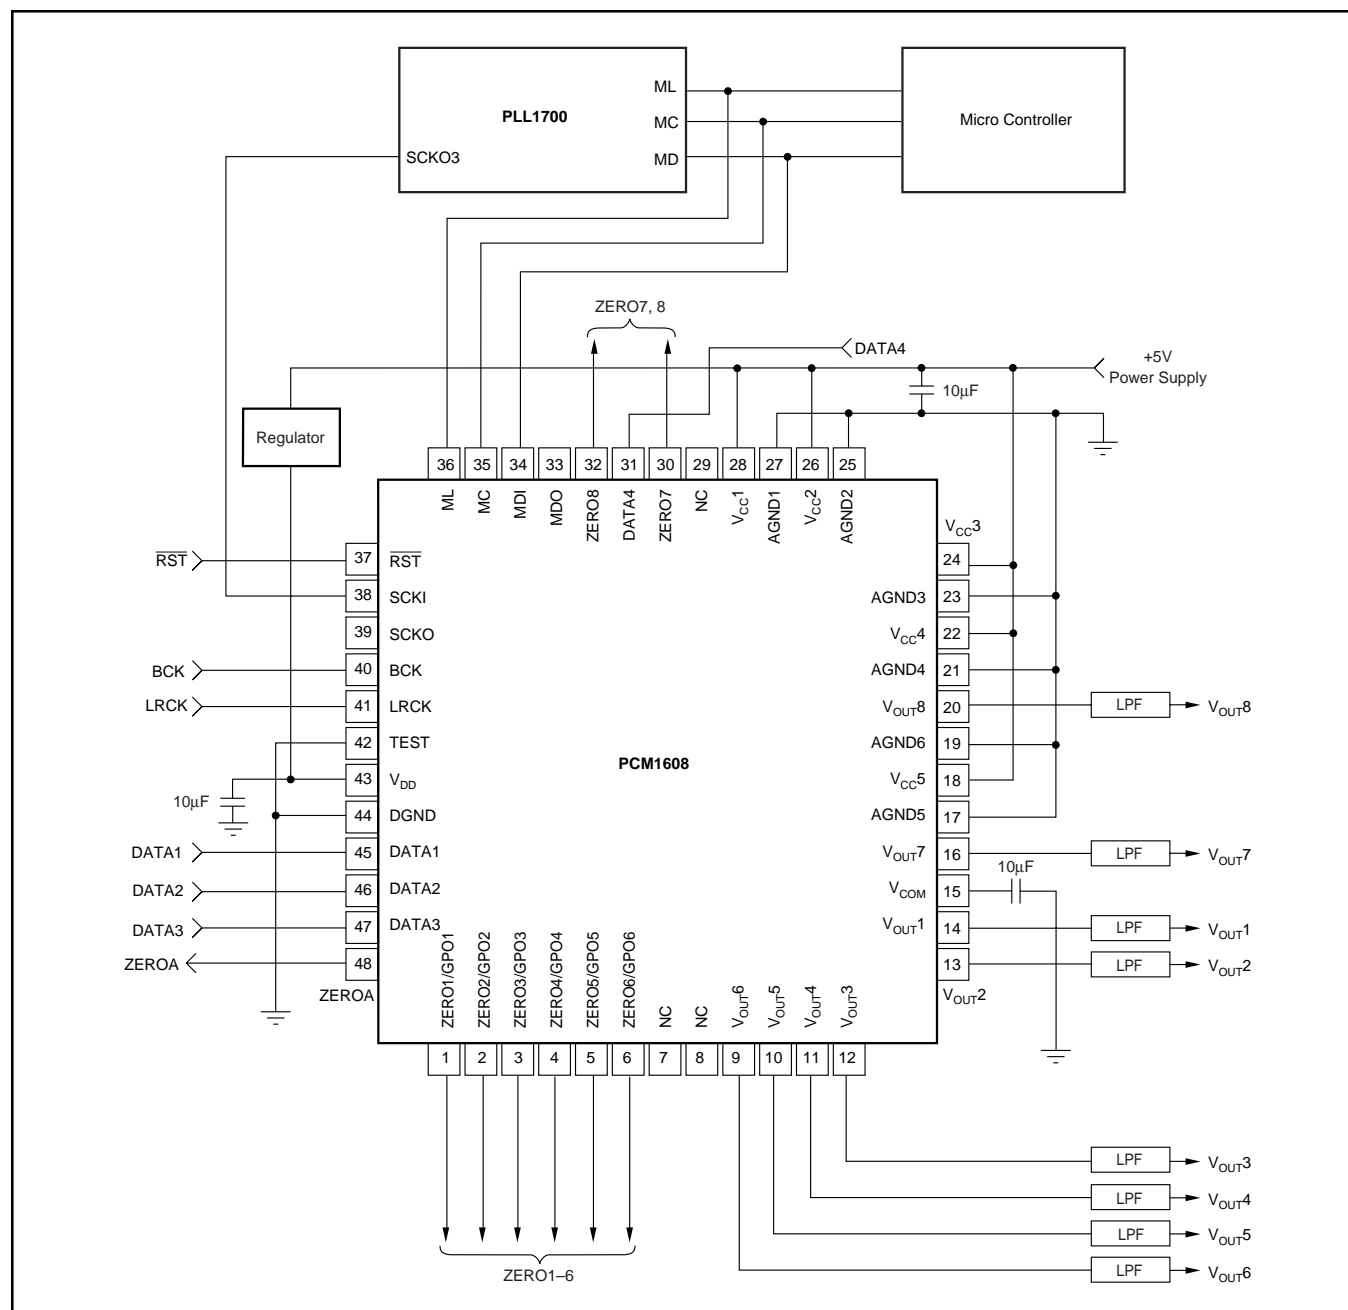 PLL1700
ML
MC
MD
SCKO3
Micro Controller
ZERO7, 8
DATA4
+5V
Power Supply
10µF
Regulator
36 35 34 33 32 31 30 29 28 27 26 25
ML MC MDI MDO ZERO8 DATA4 ZERO7 NC VCC1 AGND1 VCC2 AGND2
RST 37 RST
SCKI 38
SCKO 39
BCK 40 BCK
LRCK 41 LRCK
42 TEST
43 VDD
10µF
44 DGND
DATA1 45 DATA1
DATA2 46 DATA2
DATA3 47 DATA3
ZEROA 48
ZEROA
PCM1608
VCC3
24
AGND3 23
VCC4 22
AGND4 21
VOUT8 20 LPF VOUT8
AGND6 19
VCC5 18
AGND5 17
VOUT7 16 LPF VOUT7
10µF
VCOM 15
VOUT1 14 LPF VOUT1
13 LPF VOUT2
VOUT2
ZERO1/GPO1 ZERO2/GPO2 ZERO3/GPO3 ZERO4/GPO4 ZERO5/GPO5 ZERO6/GPO6 NC NC VOUT6 VOUT5 VOUT4 VOUT3
1 2 3 4 5 6 7 8 9 10 11 12
LPF VOUT3
LPF VOUT4
LPF VOUT5
LPF VOUT6
ZERO1–6